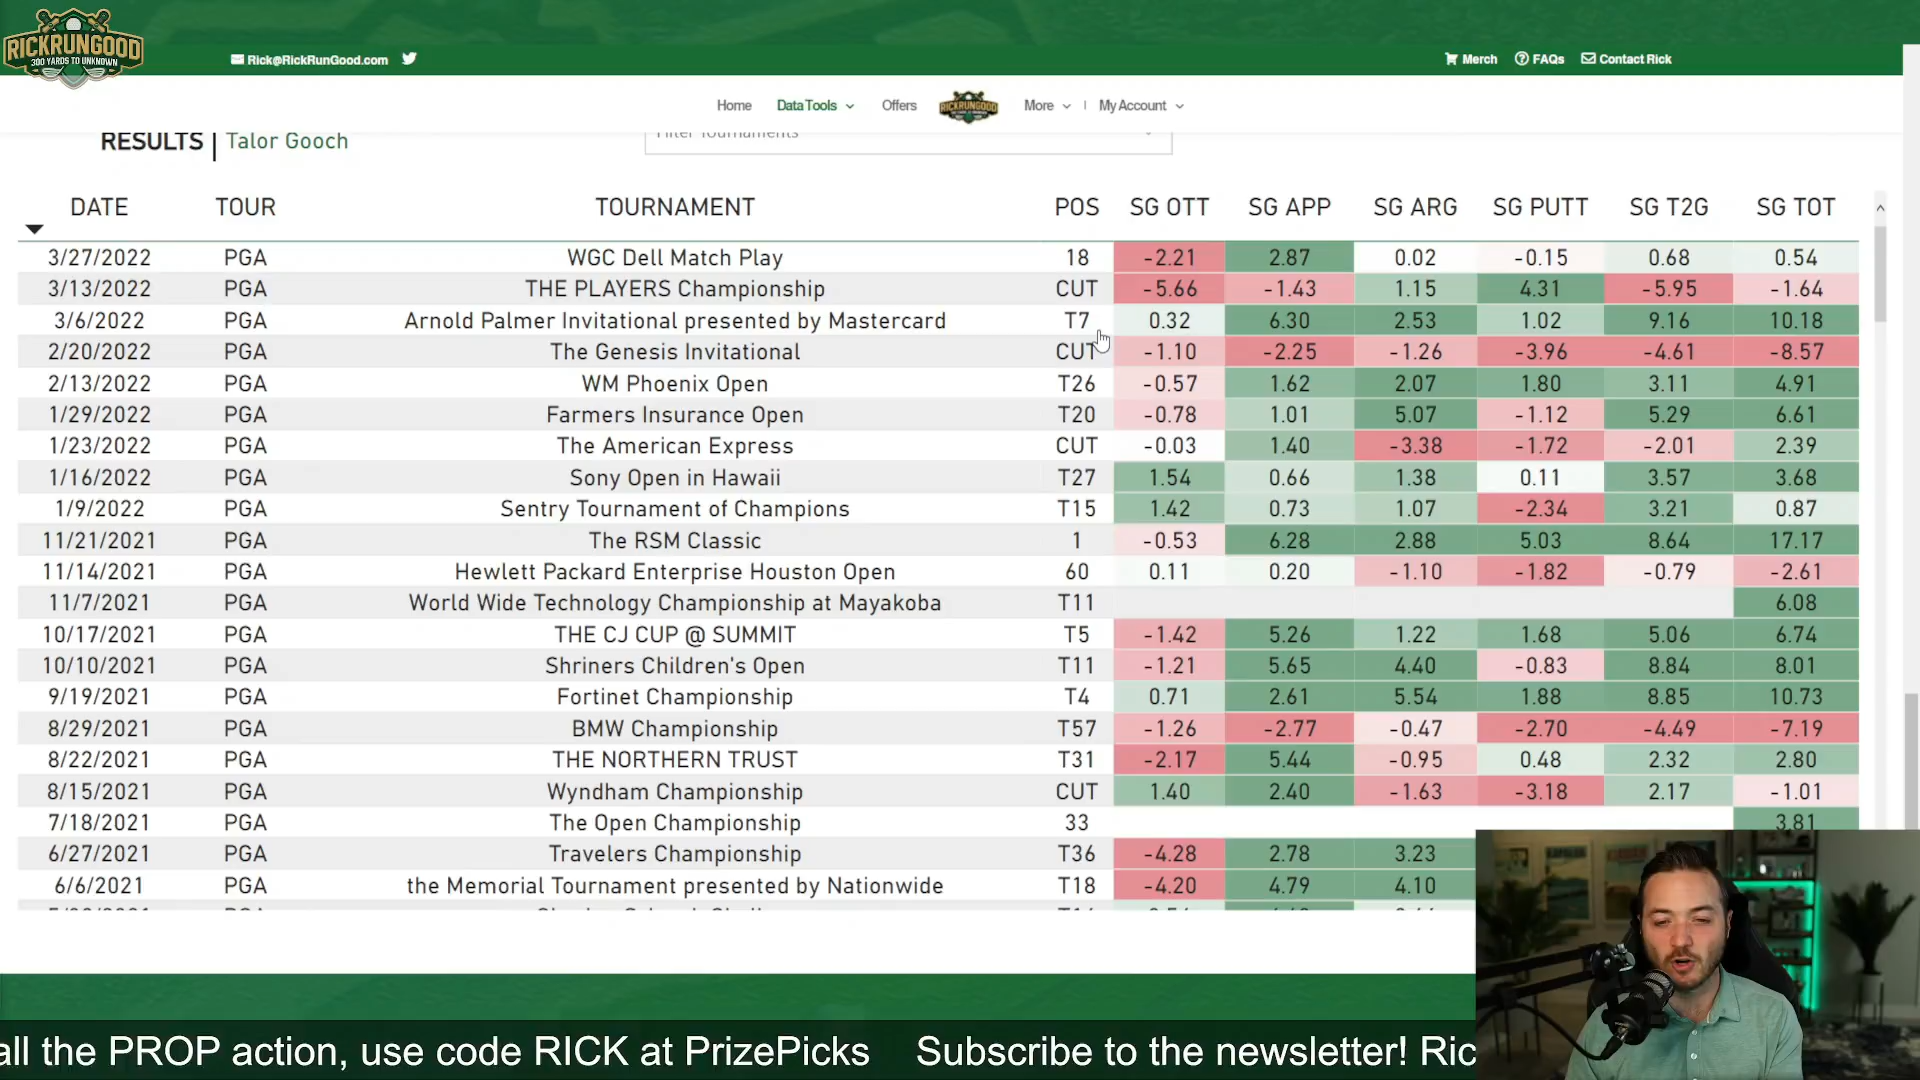 RICKRUNGOOD
300 YARDS TO UNKNOWN
Rick@RickRunGood.com
Merch FAQs Contact Rick
Home Data Tools Offers RICKRUNGOOD More | My Account
RESULTS | Talor Gooch
Filter Tournaments
DATE TOUR TOURNAMENT POS SG OTT SG APP SG ARG SG PUTT SG T2G SG TOT
3/27/2022 PGA WGC Dell Match Play 18 -2.21 2.87 0.02 -0.15 0.68 0.54
3/13/2022 PGA THE PLAYERS Championship CUT -5.66 -1.43 1.15 4.31 -5.95 -1.64
3/6/2022 PGA Arnold Palmer Invitational presented by Mastercard T7 0.32 6.30 2.53 1.02 9.16 10.18
2/20/2022 PGA The Genesis Invitational CUT -1.10 -2.25 -1.26 -3.96 -4.61 -8.57
2/13/2022 PGA WM Phoenix Open T26 -0.57 1.62 2.07 1.80 3.11 4.91
1/29/2022 PGA Farmers Insurance Open T20 -0.78 1.01 5.07 -1.12 5.29 6.61
1/23/2022 PGA The American Express CUT -0.03 1.40 -3.38 -1.72 -2.01 2.39
1/16/2022 PGA Sony Open in Hawaii T27 1.54 0.66 1.38 0.11 3.57 3.68
1/9/2022 PGA Sentry Tournament of Champions T15 1.42 0.73 1.07 -2.34 3.21 0.87
11/21/2021 PGA The RSM Classic 1 -0.53 6.28 2.88 5.03 8.64 17.17
11/14/2021 PGA Hewlett Packard Enterprise Houston Open 60 0.11 0.20 -1.10 -1.82 -0.79 -2.61
11/7/2021 PGA World Wide Technology Championship at Mayakoba T11 6.08
10/17/2021 PGA THE CJ CUP @ SUMMIT T5 -1.42 5.26 1.22 1.68 5.06 6.74
10/10/2021 PGA Shriners Children's Open T11 -1.21 5.65 4.40 -0.83 8.84 8.01
9/19/2021 PGA Fortinet Championship T4 0.71 2.61 5.54 1.88 8.85 10.73
8/29/2021 PGA BMW Championship T57 -1.26 -2.77 -0.47 -2.70 -4.49 -7.19
8/22/2021 PGA THE NORTHERN TRUST T31 -2.17 5.44 -0.95 0.48 2.32 2.80
8/15/2021 PGA Wyndham Championship CUT 1.40 2.40 -1.63 -3.18 2.17 -1.01
7/18/2021 PGA The Open Championship 33 3.81
6/27/2021 PGA Travelers Championship T36 -4.28 2.78 3.23
6/6/2021 PGA the Memorial Tournament presented by Nationwide T18 -4.20 4.79 4.10
all the PROP action, use code RICK at PrizePicks Subscribe to the newsletter! Ric